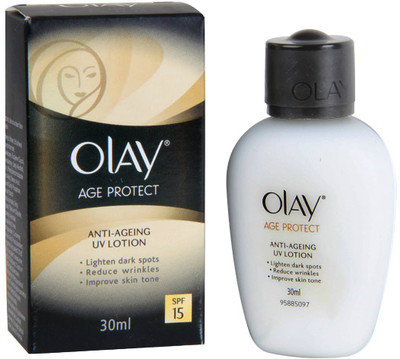 OLAY®
AGE PROTECT
ANTI-AGEING
UV LOTION
• Lighten dark spots
• Reduce wrinkles
• Improve skin tone
SPF
15
30ml
OLAY
OLAY®
AGE PROTECT
ANTI-AGEING
UV LOTION
• Lighten dark spots
• Reduce wrinkles
• Improve skin tone
30ml
95885097